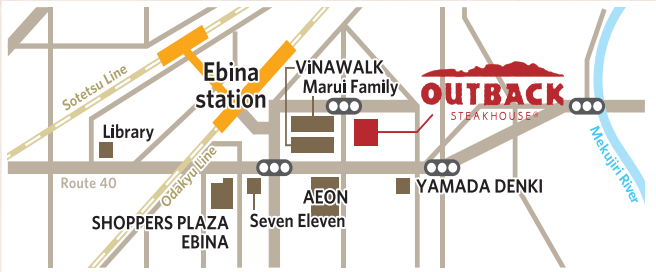 Sotetsu Line
Ebina
station
ViNAWALK
Marui Family
OUTBACK
STEAKHOUSE®
Library
Mekujiri River
Route 40
Odakyu Line
YAMADA DENKI
AEON
SHOPPERS PLAZA
EBINA
Seven Eleven